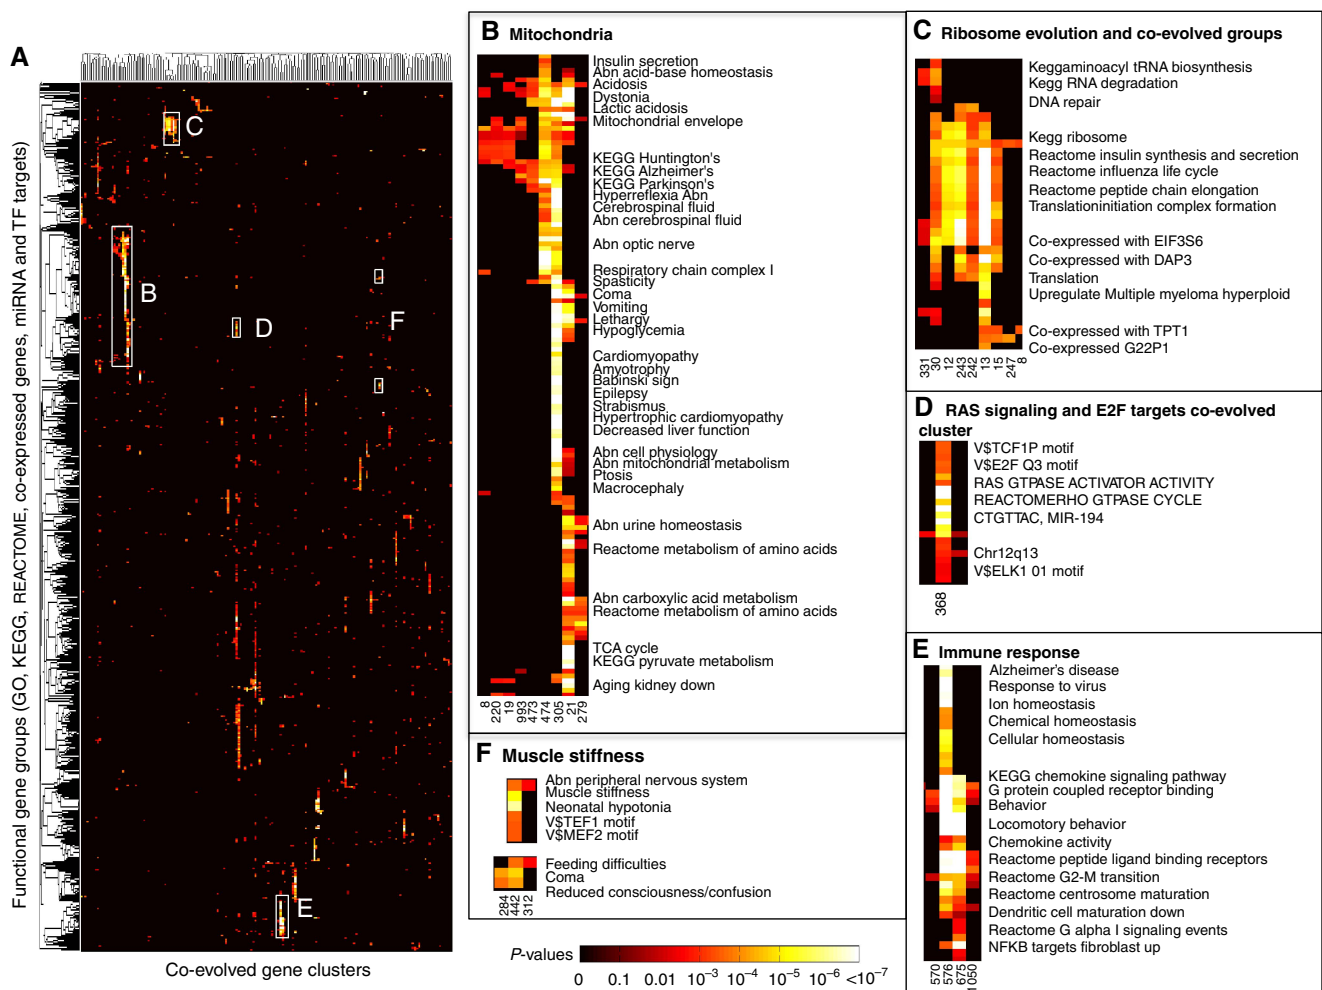 A
Functional gene groups (GO, KEGG, REACTOME, co-expressed genes, miRNA and TF targets)
C
B
D
F
E
Co-evolved gene clusters
B Mitochondria
Insulin secretion
Abn acid-base homeostasis
Acidosis
Dystonia
Lactic acidosis
Mitochondrial envelope
KEGG Huntington's
KEGG Alzheimer's
KEGG Parkinson's
Hyperreflexia Abn
Cerebrospinal fluid
Abn cerebrospinal fluid
Abn optic nerve
Respiratory chain complex I
Spasticity
Coma
Vomiting
Lethargy
Hypoglycemia
Cardiomyopathy
Amyotrophy
Babinski sign
Epilepsy
Strabismus
Hypertrophic cardiomyopathy
Decreased liver function
Abn cell physiology
Abn mitochondrial metabolism
Ptosis
Macrocephaly
Abn urine homeostasis
Reactome metabolism of amino acids
Abn carboxylic acid metabolism
Reactome metabolism of amino acids
TCA cycle
KEGG pyruvate metabolism
Aging kidney down
8
220
19
993
473
474
305
21
279
F Muscle stiffness
Abn peripheral nervous system
Muscle stiffness
Neonatal hypotonia
V$TEF1 motif
V$MEF2 motif
Feeding difficulties
Coma
Reduced consciousness/confusion
284
442
312
P-values
0 0.1 0.01 10−3 10−4 10−5 10−6 <10−7
C Ribosome evolution and co-evolved groups
Keggaminoacyl tRNA biosynthesis
Kegg RNA degradation
DNA repair
Kegg ribosome
Reactome insulin synthesis and secretion
Reactome influenza life cycle
Reactome peptide chain elongation
Translationinitiation complex formation
Co-expressed with EIF3S6
Co-expressed with DAP3
Translation
Upregulate Multiple myeloma hyperploid
Co-expressed with TPT1
Co-expressed G22P1
331
30
12
243
242
13
15
247
8
D RAS signaling and E2F targets co-evolved
cluster
V$TCF1P motif
V$E2F Q3 motif
RAS GTPASE ACTIVATOR ACTIVITY
REACTOMERHO GTPASE CYCLE
CTGTTAC, MIR-194
Chr12q13
V$ELK1 01 motif
368
E Immune response
Alzheimer's disease
Response to virus
Ion homeostasis
Chemical homeostasis
Cellular homeostasis
KEGG chemokine signaling pathway
G protein coupled receptor binding
Behavior
Locomotory behavior
Chemokine activity
Reactome peptide ligand binding receptors
Reactome G2-M transition
Reactome centrosome maturation
Dendritic cell maturation down
Reactome G alpha I signaling events
NFKB targets fibroblast up
570
576
675
1050